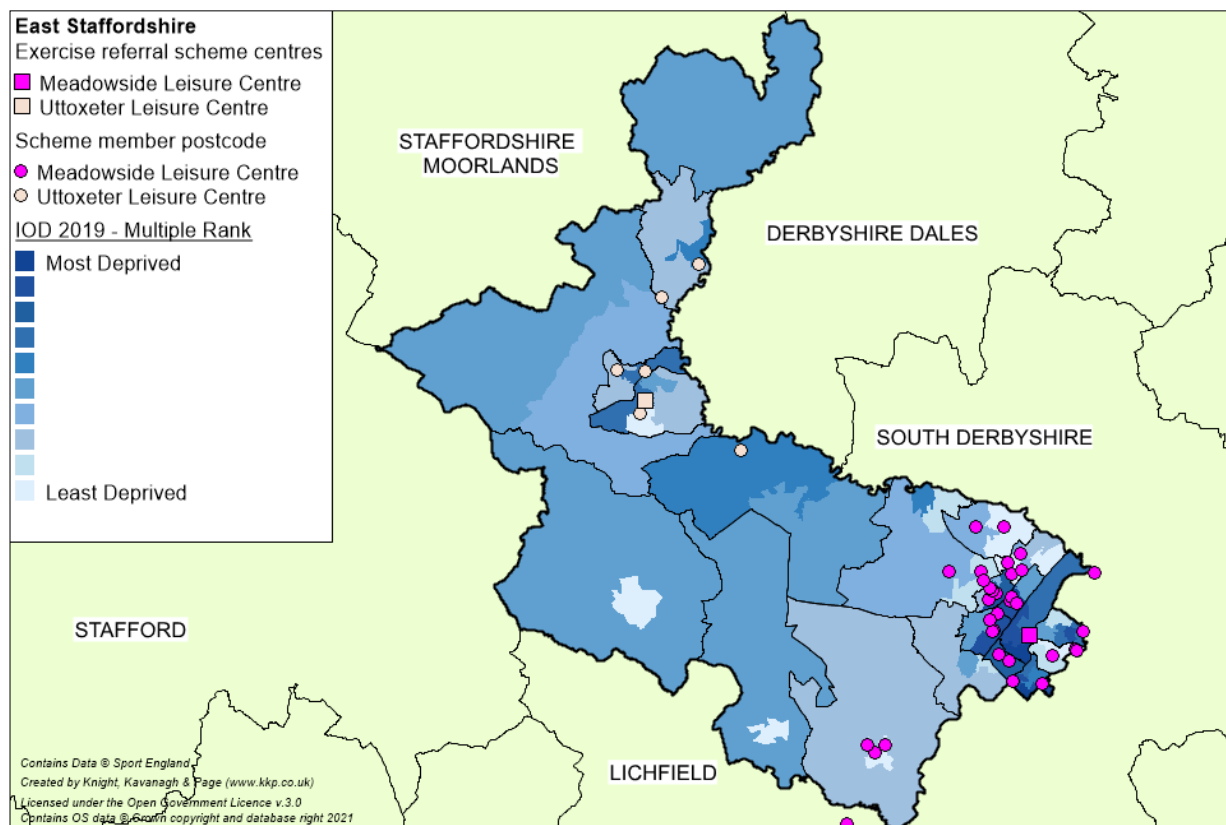 East Staffordshire
Exercise referral scheme centres
Meadowside Leisure Centre
Uttoxeter Leisure Centre
Scheme member postcode
Meadowside Leisure Centre
Uttoxeter Leisure Centre
IOD 2019 - Multiple Rank
Most Deprived
Least Deprived
STAFFORDSHIRE
MOORLANDS
DERBYSHIRE DALES
SOUTH DERBYSHIRE
STAFFORD
LICHFIELD
Contains Data ® Sport England
Created by Knight, Kavanagh & Page (www.kkp.co.uk)
Licensed under the Open Government Licence v.3.0
Contains OS data © Crown copyright and database right 2021